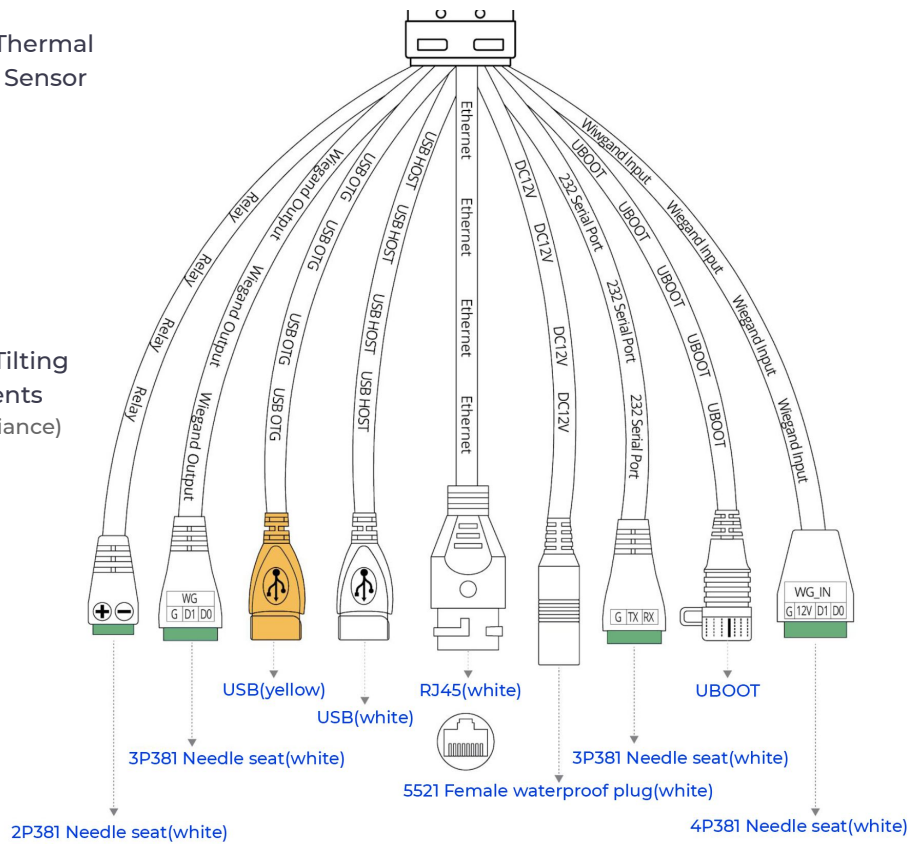 Thermal
Sensor
Tilting
ents
iance)
Relay
Relay
Relay
Relay
Wiegand Output
Wiegand Output
Wiegand Output
USB OTG
USB OTG
USB OTG
USB OTG
USB HOST
USB HOST
USB HOST
USB HOST
Ethernet
Ethernet
Ethernet
Ethernet
DC12V
DC12V
DC12V
DC12V
232 Serial Port
232 Serial Port
232 Serial Port
UBOOT
UBOOT
UBOOT
UBOOT
UBOOT
Wiwgand Input
Wiegand Input
Wiegand Input
Wiegand Input
WG
G D1 D0
G TX RX
WG_IN
G 12V D1 D0
USB(yellow)
USB(white)
RJ45(white)
UBOOT
3P381 Needle seat(white)
3P381 Needle seat(white)
5521 Female waterproof plug(white)
2P381 Needle seat(white)
4P381 Needle seat(white)